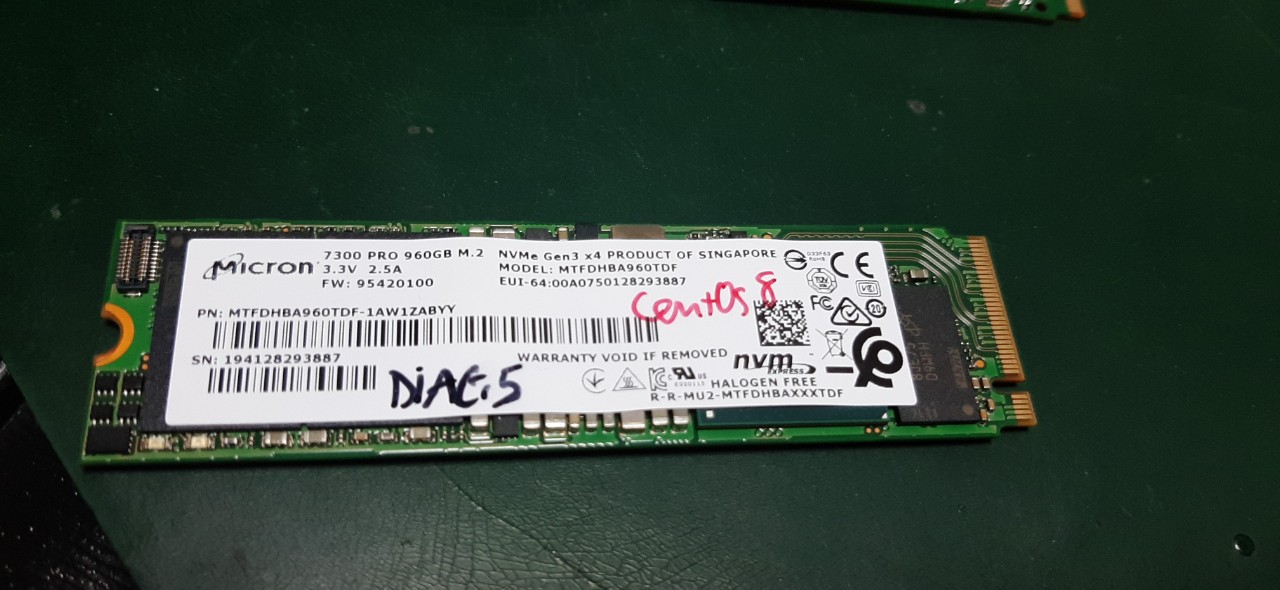 Micron
7300 PRO 960GB M.2
3.3V 2.5A
FW: 95420100
NVMe Gen3 x4 PRODUCT OF SINGAPORE
MODEL: MTFDHBA960TDF
EUI-64:00A0750128293887
CentOS 8
PN: MTFDHBA960TDF-1AW1ZABYY
SN: 194128293887
WARRANTY VOID IF REMOVED
nvm
EXPRESS
CE
FC
20
US
HALOGEN FREE
R-R-MU2-MTFDHBAXXXTDF